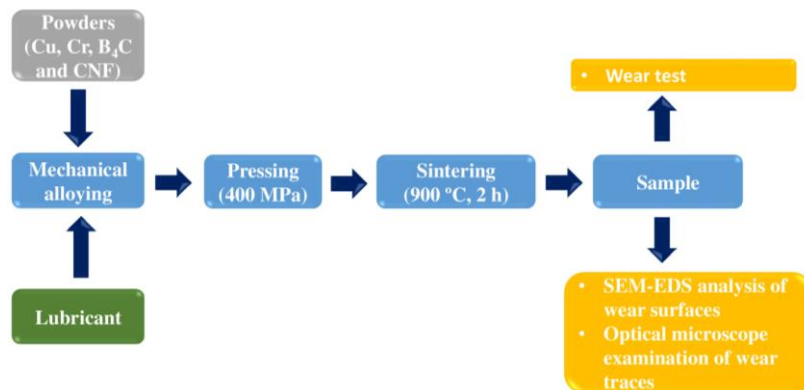 Powders
(Cu, Cr, B₄C
and CNF)
Mechanical
alloying
Lubricant
Pressing
(400 MPa)
Sintering
(900 °C, 2 h)
Sample
• Wear test
• SEM-EDS analysis of
wear surfaces
• Optical microscope
examination of wear
traces